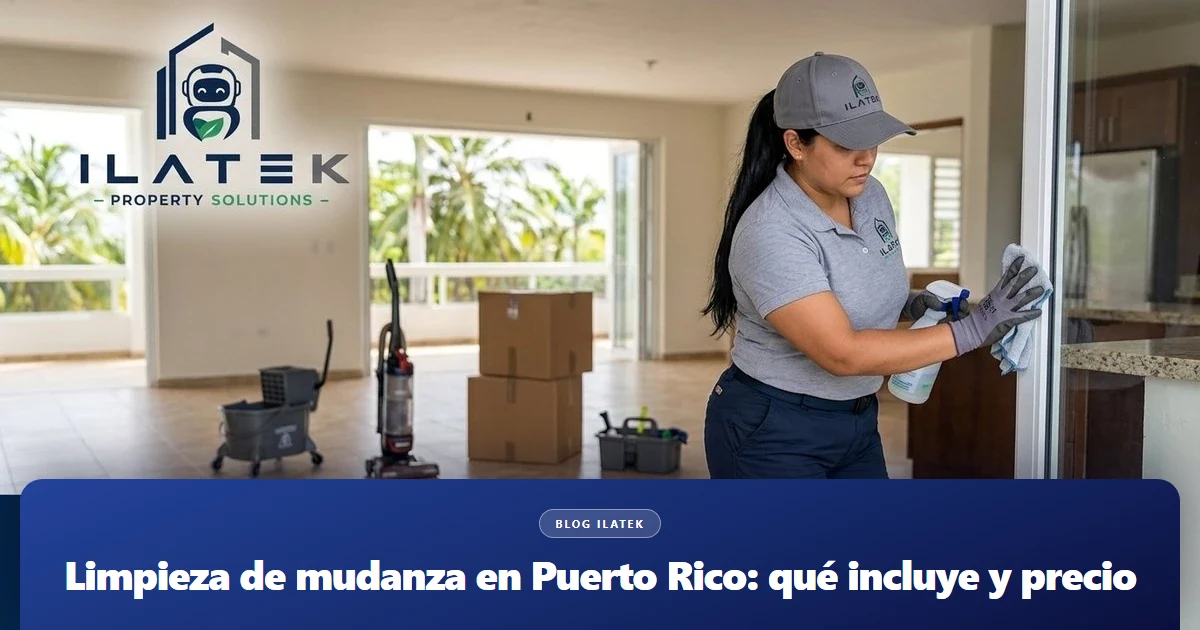 ILATEK
– PROPERTY SOLUTIONS –
ILATEK
BLOG ILATEK
Limpieza de mudanza en Puerto Rico: qué incluye y precio